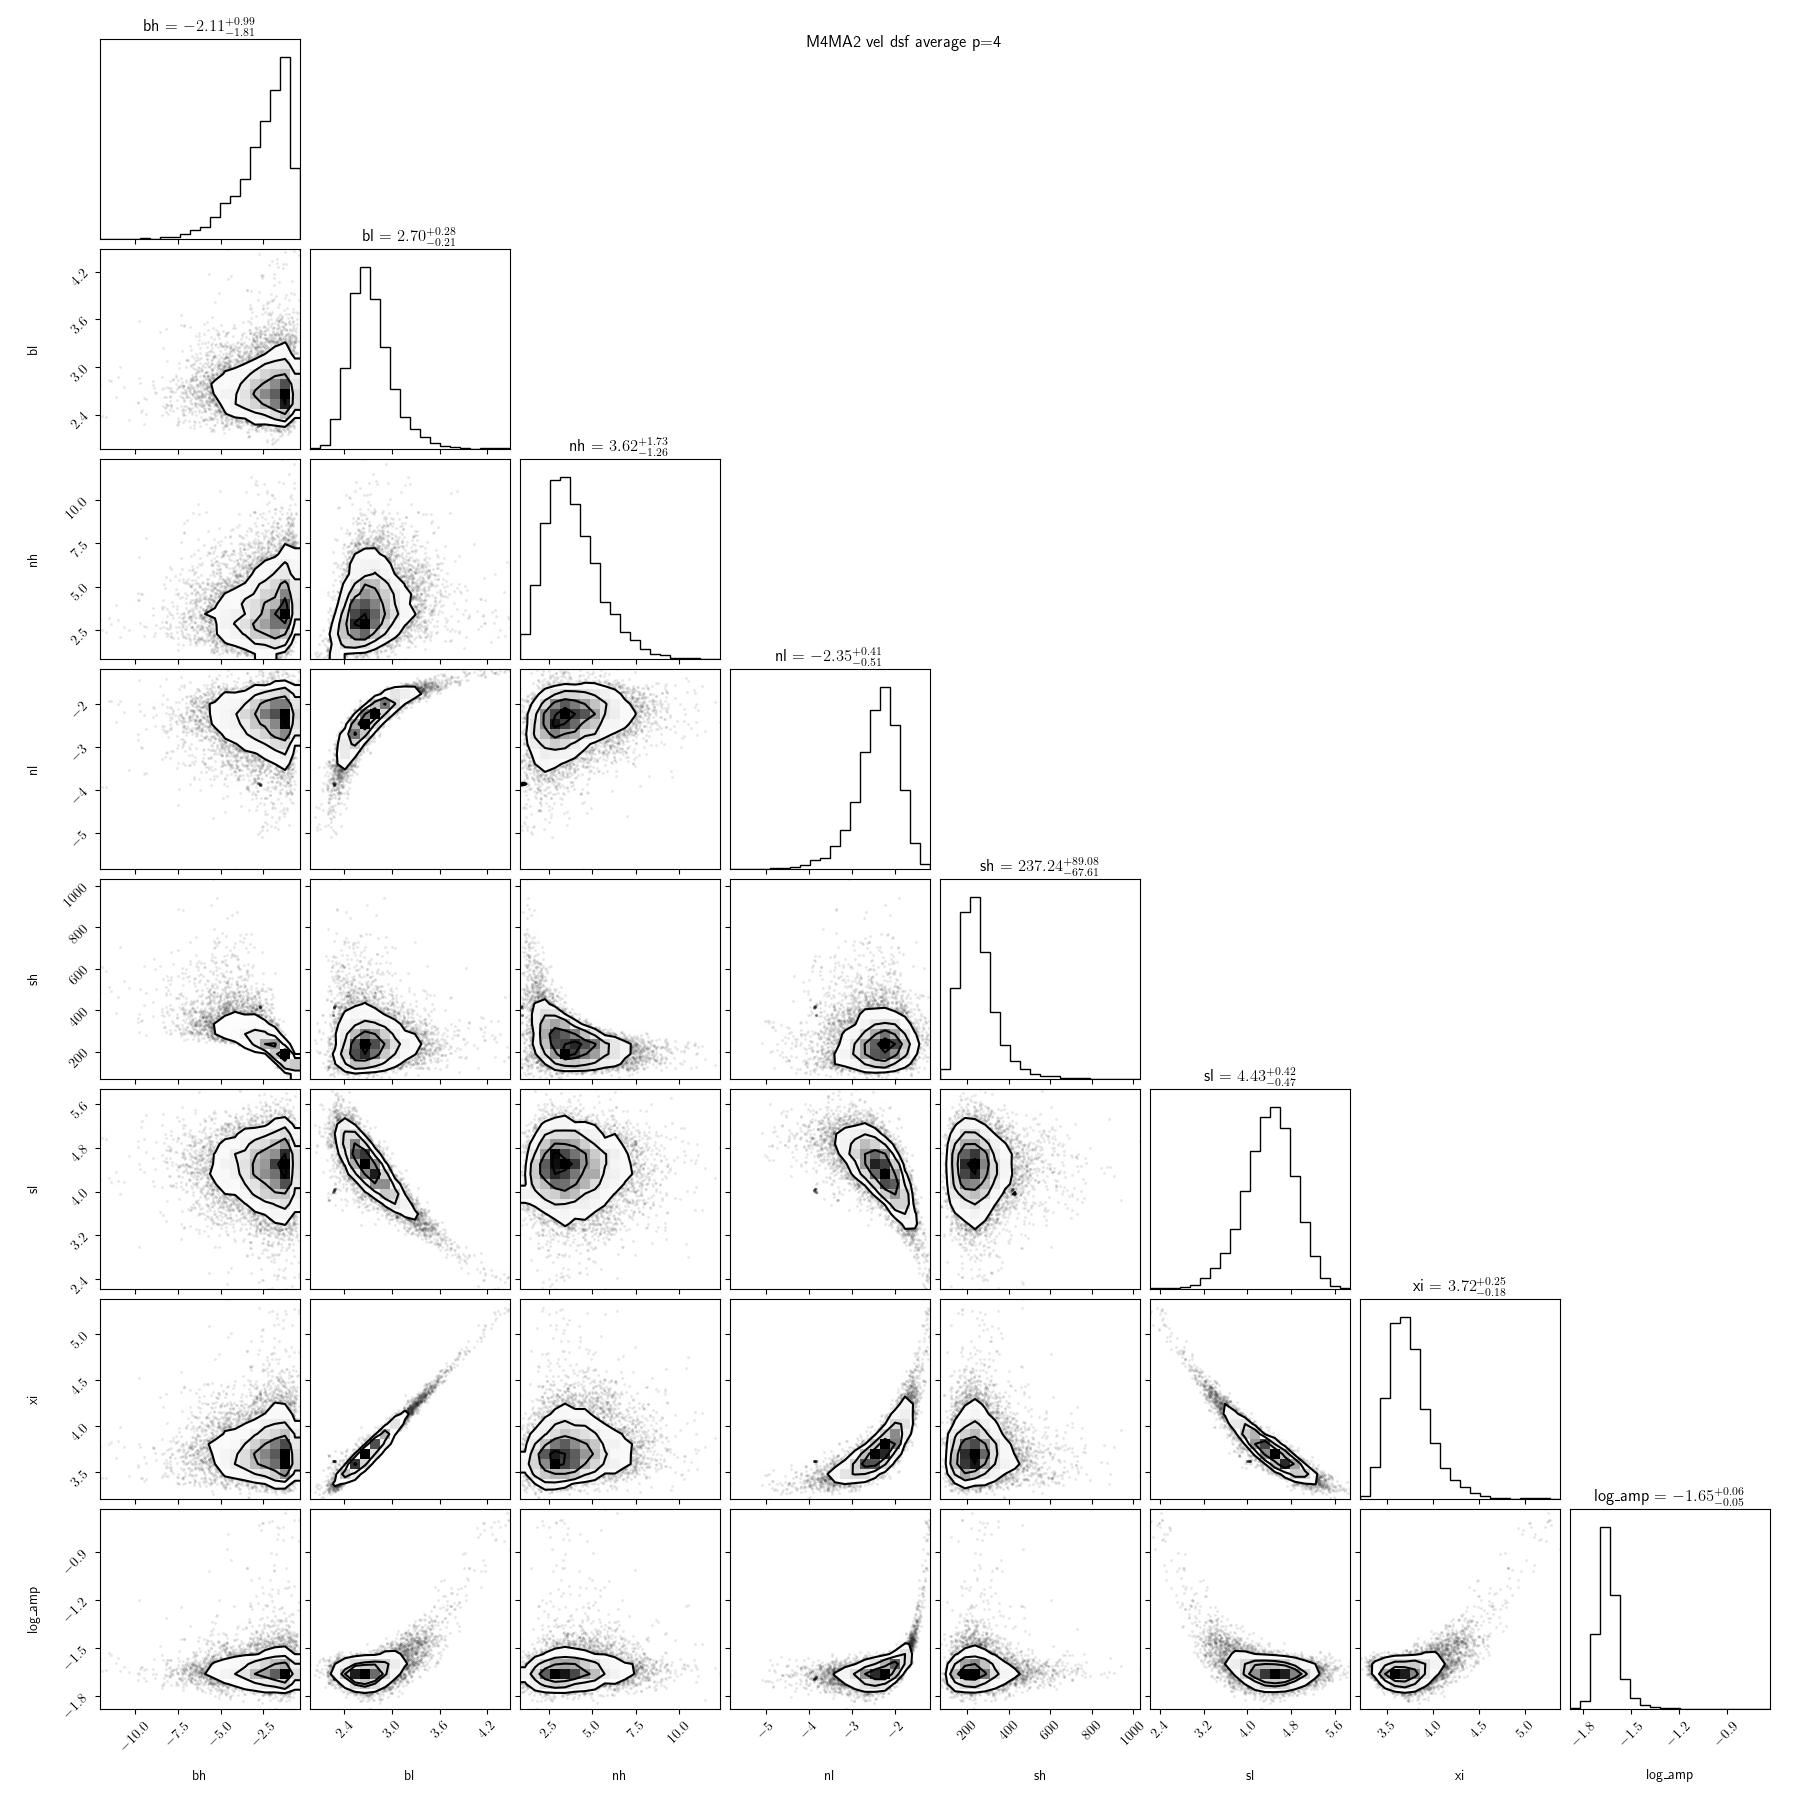 M4MA2 vel dsf average p=4
bh = −2.11 +0.99 −1.81
bl = 2.70 +0.28 −0.21
4.2
3.6
3.0
2.4
bl
nh = 3.62 +1.73 −1.26
10.0
7.5
5.0
2.5
nh
nl = −2.35 +0.41 −0.51
−2
−3
−4
−5
nl
sh = 237.24 +89.08 −67.61
1000
800
600
400
200
sh
sl = 4.43 +0.42 −0.47
5.6
4.8
4.0
3.2
2.4
sl
xi = 3.72 +0.25 −0.18
5.0
4.5
4.0
3.5
xi
log_amp = −1.65 +0.06 −0.05
−0.9
−1.2
−1.5
−1.8
log_amp
−10.0 −7.5 −5.0 −2.5 2.4 3.0 3.6 4.2 2.5 5.0 7.5 10.0 −5 −4 −3 −2 200 400 600 800 1000 2.4 3.2 4.0 4.8 5.6 3.5 4.0 4.5 5.0 −1.8 −1.5 −1.2 −0.9
bh bl nh nl sh sl xi log_amp